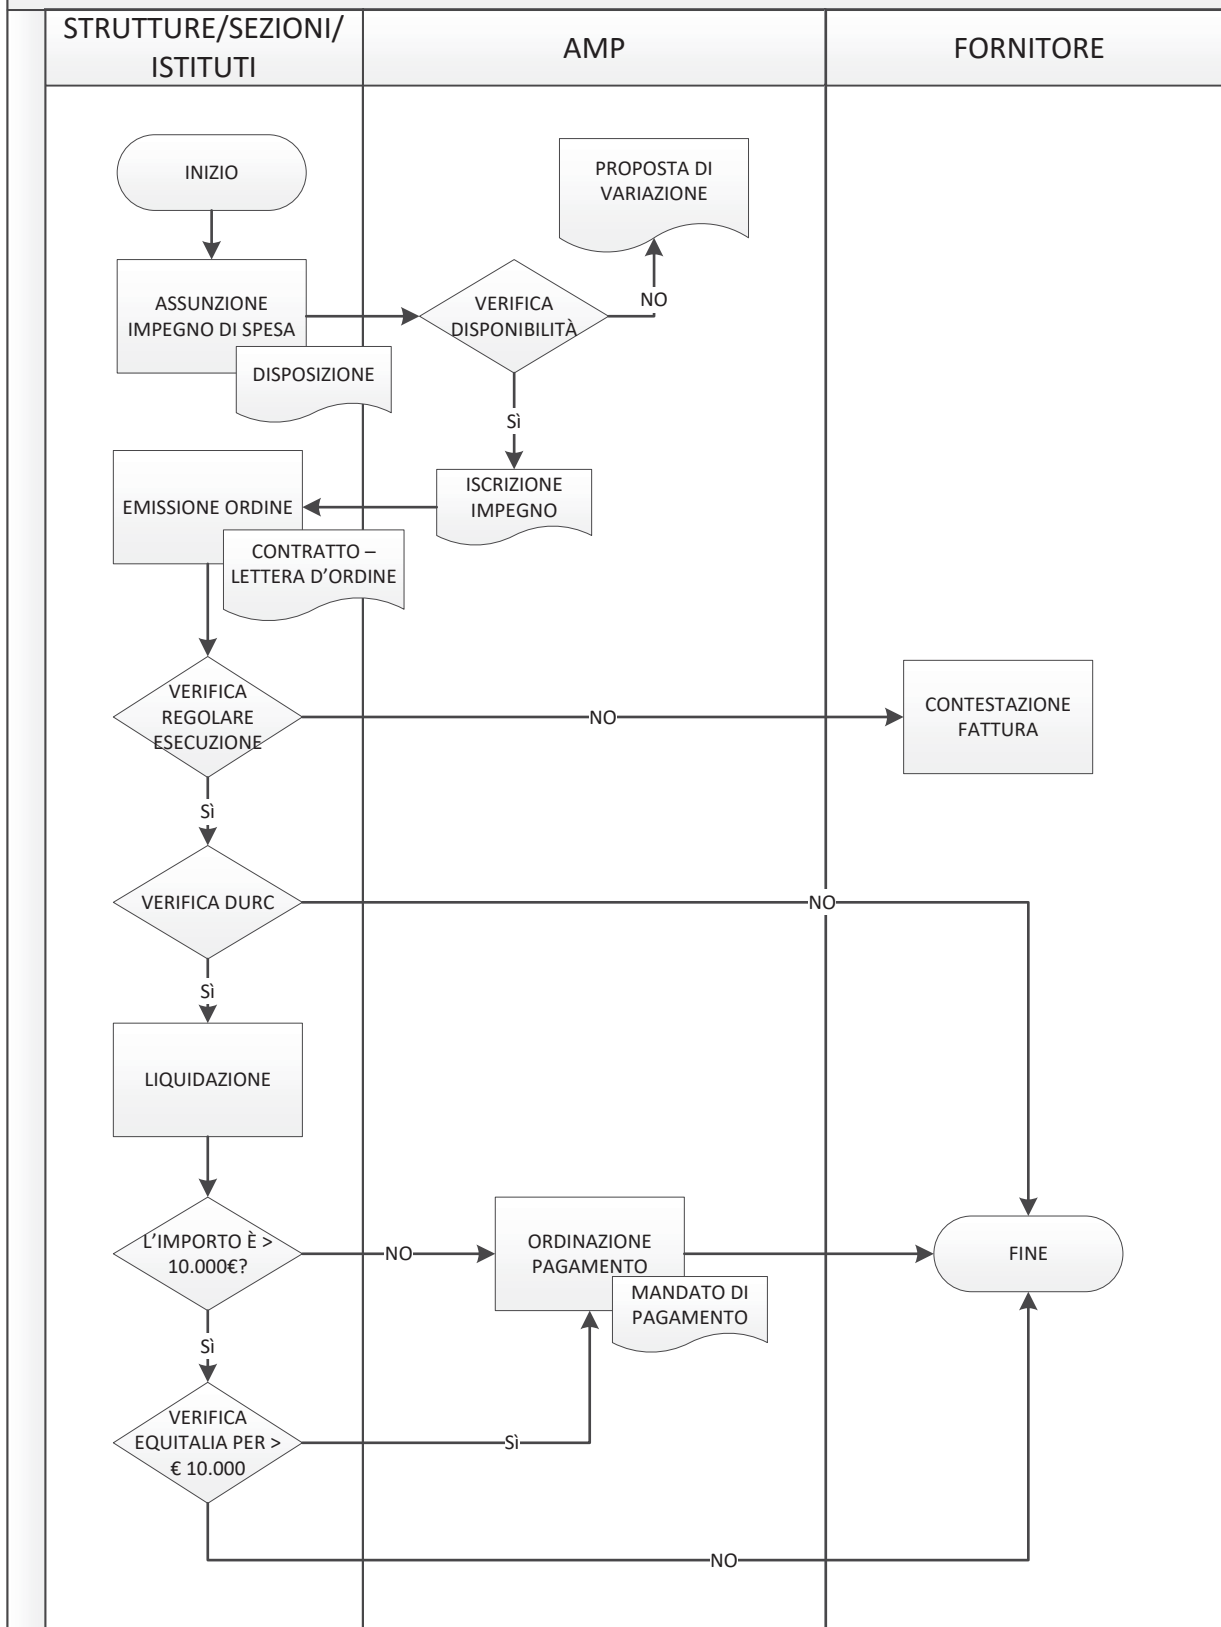 STRUTTURE/SEZIONI/
ISTITUTI
AMP
FORNITORE
INIZIO
PROPOSTA DI
VARIAZIONE
ASSUNZIONE
IMPEGNO DI SPESA
VERIFICA
DISPONIBILITÀ
NO
DISPOSIZIONE
Sì
EMISSIONE ORDINE
ISCRIZIONE
IMPEGNO
CONTRATTO –
LETTERA D’ORDINE
VERIFICA
REGOLARE
ESECUZIONE
NO
CONTESTAZIONE
FATTURA
Sì
VERIFICA DURC
NO
Sì
LIQUIDAZIONE
L’IMPORTO È >
10.000€?
NO
ORDINAZIONE
PAGAMENTO
MANDATO DI
PAGAMENTO
FINE
Sì
VERIFICA
EQUITALIA PER >
€ 10.000
Sì
NO